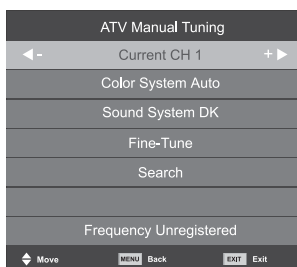 ATV Manual Tuning
- Current CH 1 +
Color System Auto
Sound System DK
Fine-Tune
Search
Frequency Unregistered
Move MENU Back EXIT Exit